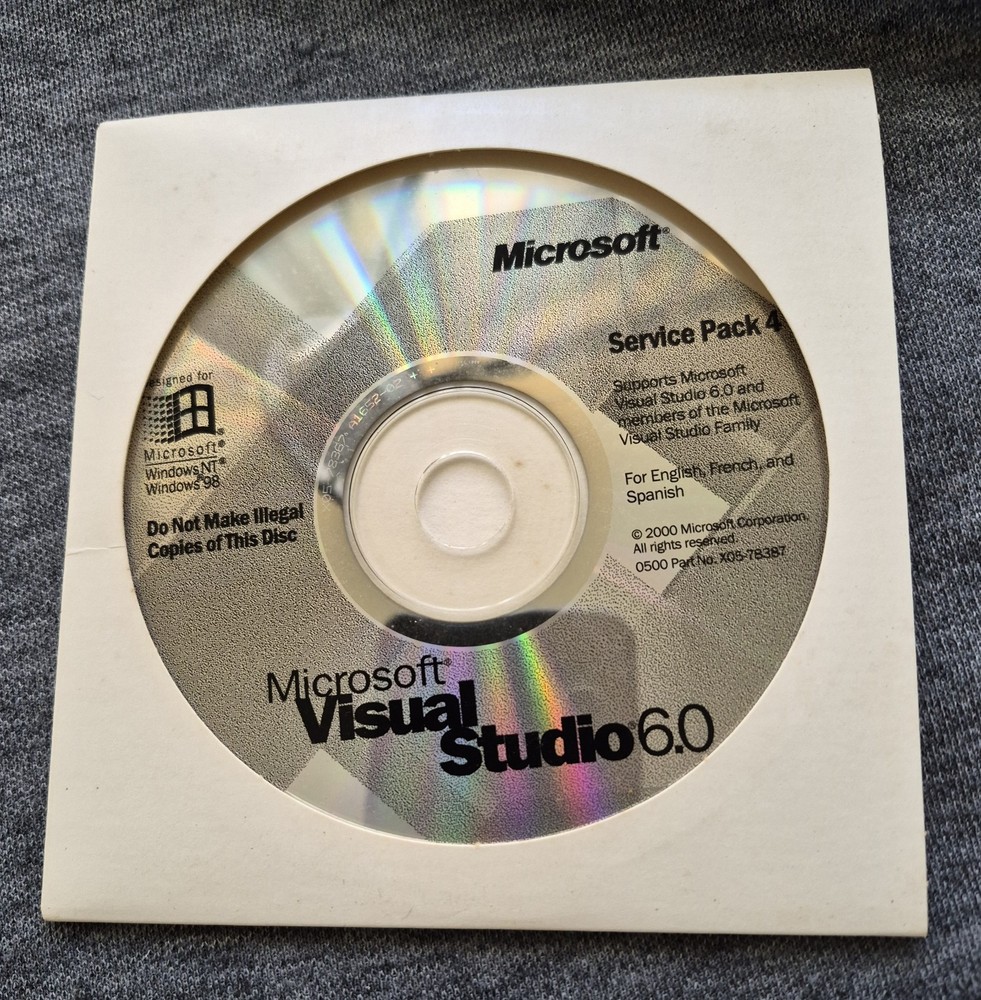 Microsoft®
Service Pack 4
Supports Microsoft
Visual Studio 6.0 and
members of the Microsoft
Visual Studio Family
For English, French, and
Spanish
© 2000 Microsoft Corporation.
All rights reserved.
0500 Part No. X05-78387
esigned for
Microsoft®
Windows NT®
Windows®98
Do Not Make Illegal
Copies of This Disc
Microsoft®
Visual
Studio 6.0